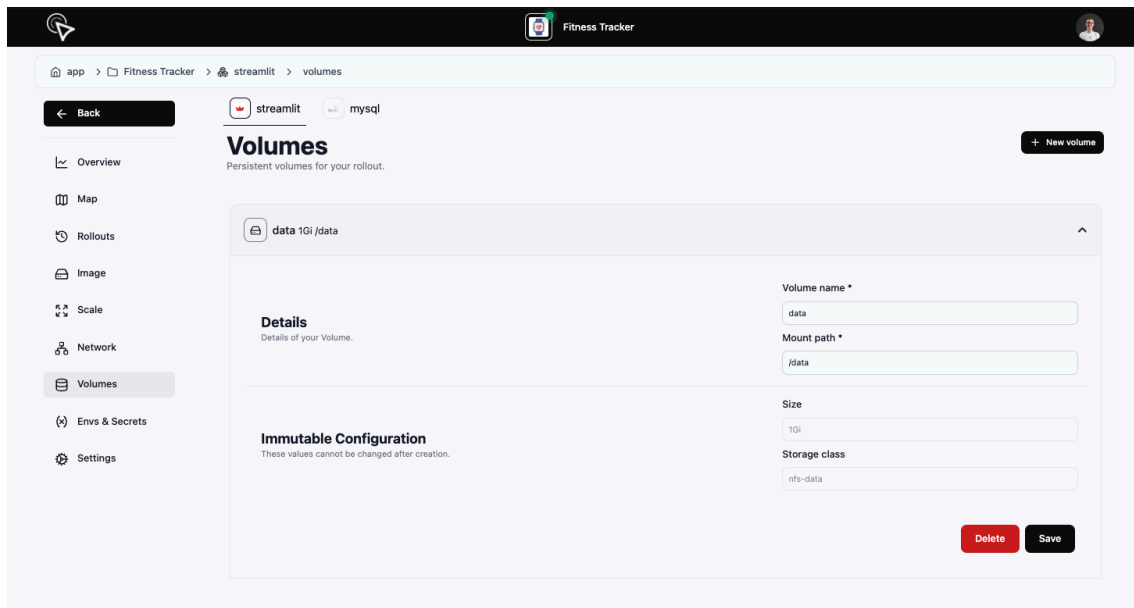 Fitness Tracker
app > Fitness Tracker > streamlit > volumes
Back
streamlit
mysql
Volumes
Persistent volumes for your rollout.
+ New volume
Overview
Map
Rollouts
Image
Scale
Network
Volumes
Envs & Secrets
Settings
data 1Gi /data
Details
Details of your Volume.
Volume name *
data
Mount path *
/data
Immutable Configuration
These values cannot be changed after creation.
Size
1Gi
Storage class
nfs-data
Delete
Save